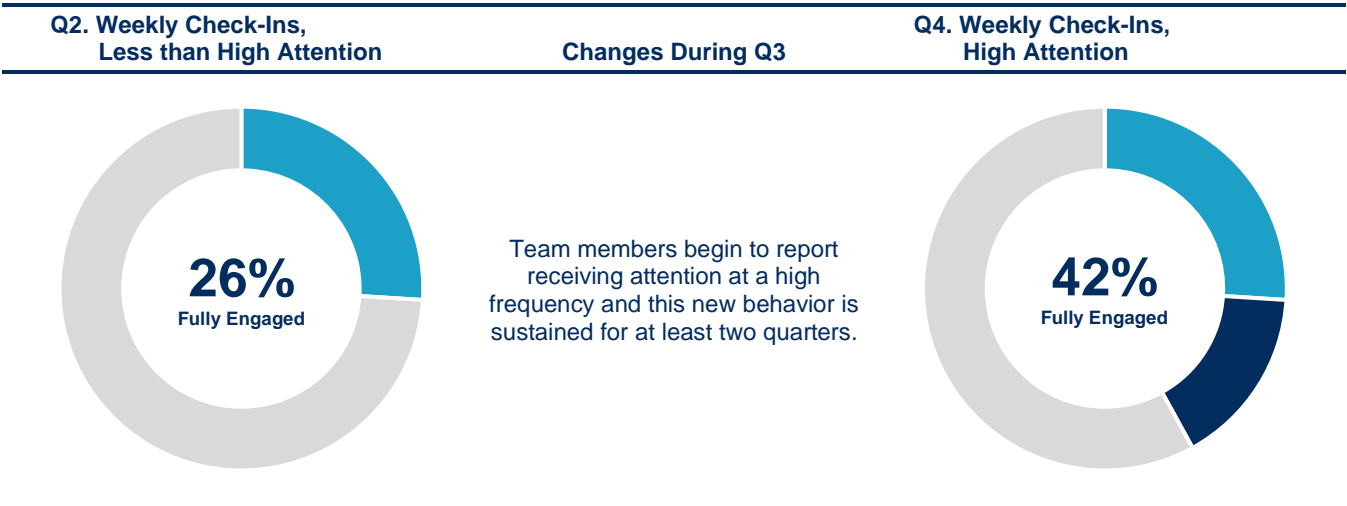 Q2. Weekly Check-Ins,
Less than High Attention
Changes During Q3
Q4. Weekly Check-Ins,
High Attention
26%
Fully Engaged
Team members begin to report
receiving attention at a high
frequency and this new behavior is
sustained for at least two quarters.
42%
Fully Engaged